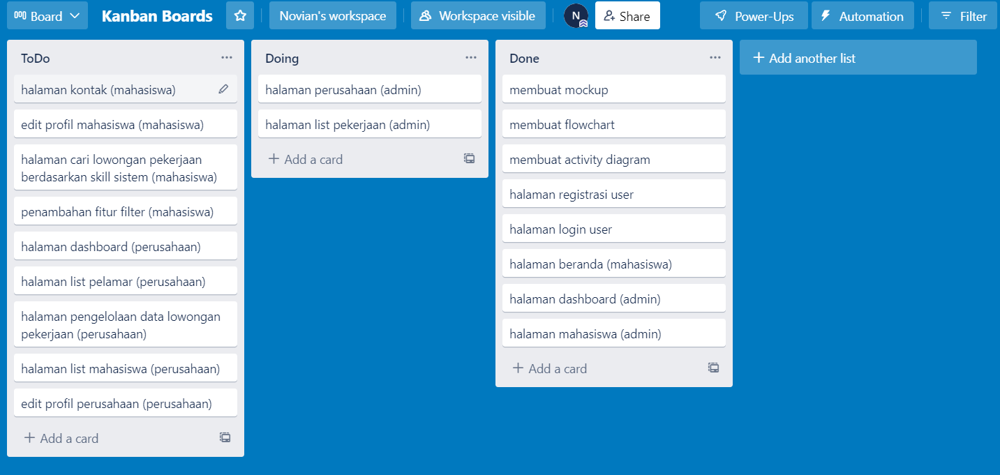 Board
Kanban Boards
Novian's workspace
Workspace visible
N
Share
Power-Ups
Automation
Filter
ToDo
halaman kontak (mahasiswa)
edit profil mahasiswa (mahasiswa)
halaman cari lowongan pekerjaan
berdasarkan skill sistem (mahasiswa)
penambahan fitur filter (mahasiswa)
halaman dashboard (perusahaan)
halaman list pelamar (perusahaan)
halaman pengelolaan data lowongan
pekerjaan (perusahaan)
halaman list mahasiswa (perusahaan)
edit profil perusahaan (perusahaan)
+ Add a card
Doing
halaman perusahaan (admin)
halaman list pekerjaan (admin)
+ Add a card
Done
membuat mockup
membuat flowchart
membuat activity diagram
halaman registrasi user
halaman login user
halaman beranda (mahasiswa)
halaman dashboard (admin)
halaman mahasiswa (admin)
+ Add a card
+ Add another list